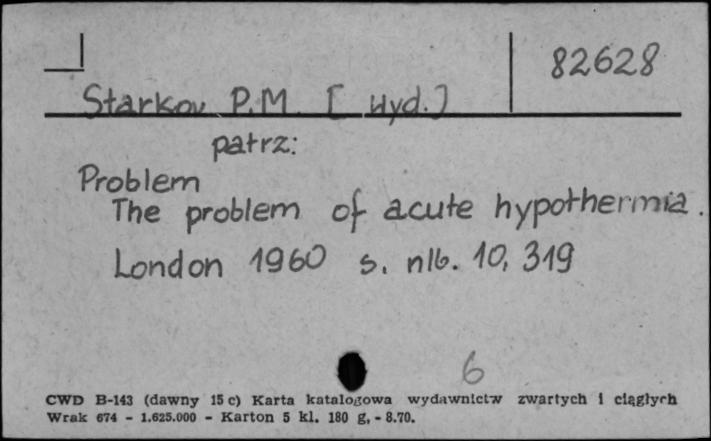 82628
Starkov P.M. [Wyd.]
patrz:
Problem
The problem of acute hypothermia.
London 1960 s. nlb. 10, 319
6
CWD B-143 (dawny 15 c) Karta katalogowa wydawnictw zwartych i ciągłych
Wrak 674 - 1.625.000 - Karton 5 kl. 180 g, - 8.70.